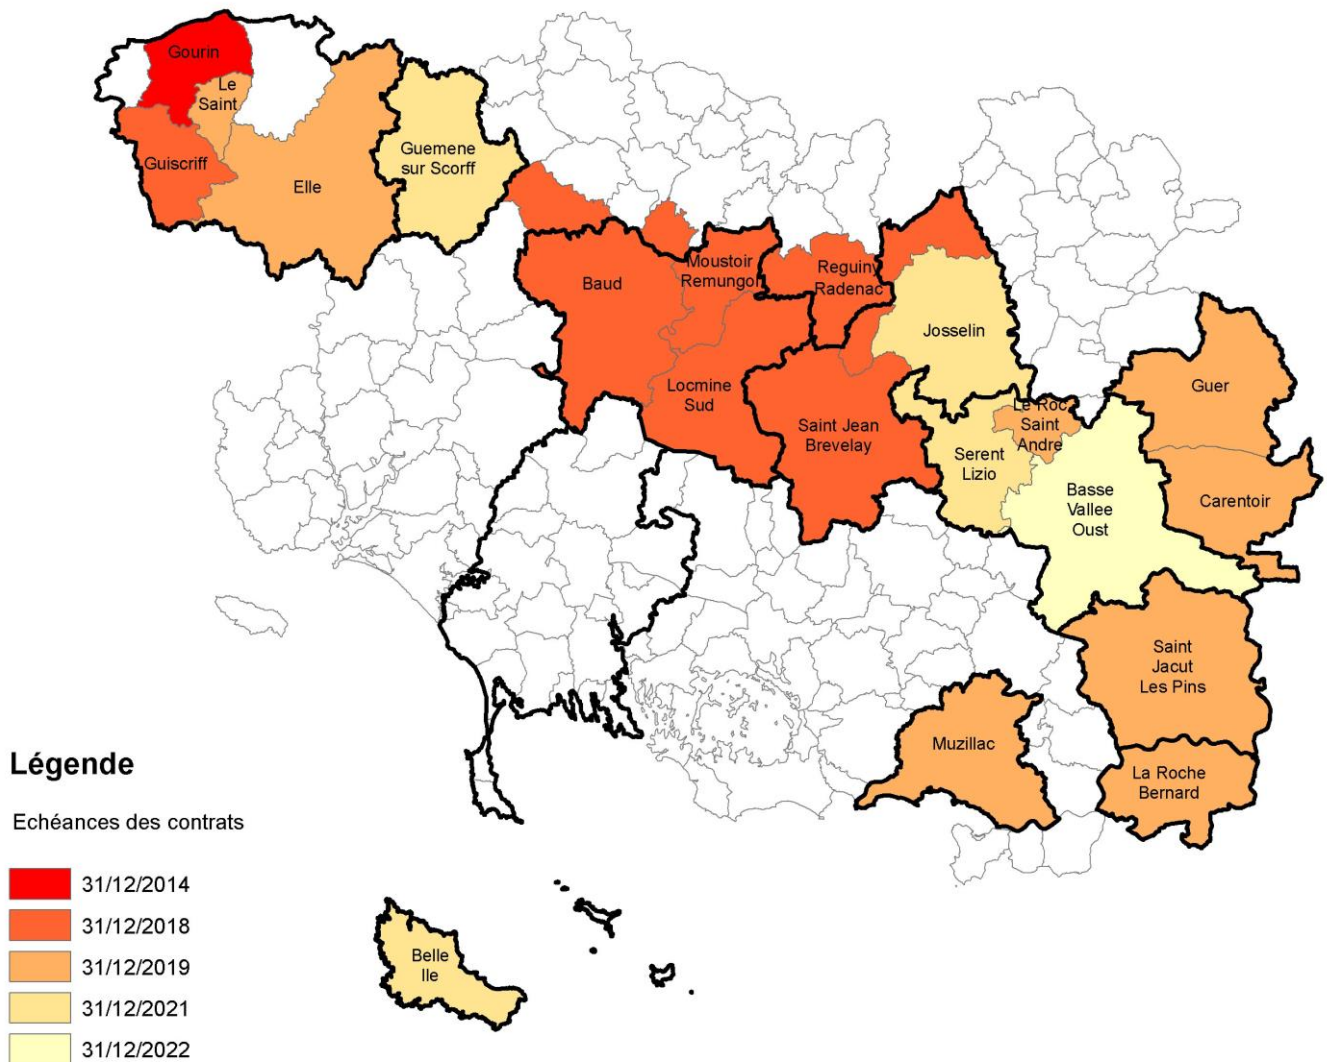 Gourin
Le
Saint
Guiscriff
Elle
Guemene
sur Scorff
Baud
Moustoir
Remungol
Reguiny
Radenac
Josselin
Locmine
Sud
Saint Jean
Brevelay
Serent
Lizio
Le Roc
Saint
Andre
Guer
Basse
Vallee
Oust
Carentoir
Saint
Jacut
Les Pins
Muzillac
La Roche
Bernard
Belle
Ile
Légende
Echéances des contrats
31/12/2014
31/12/2018
31/12/2019
31/12/2021
31/12/2022